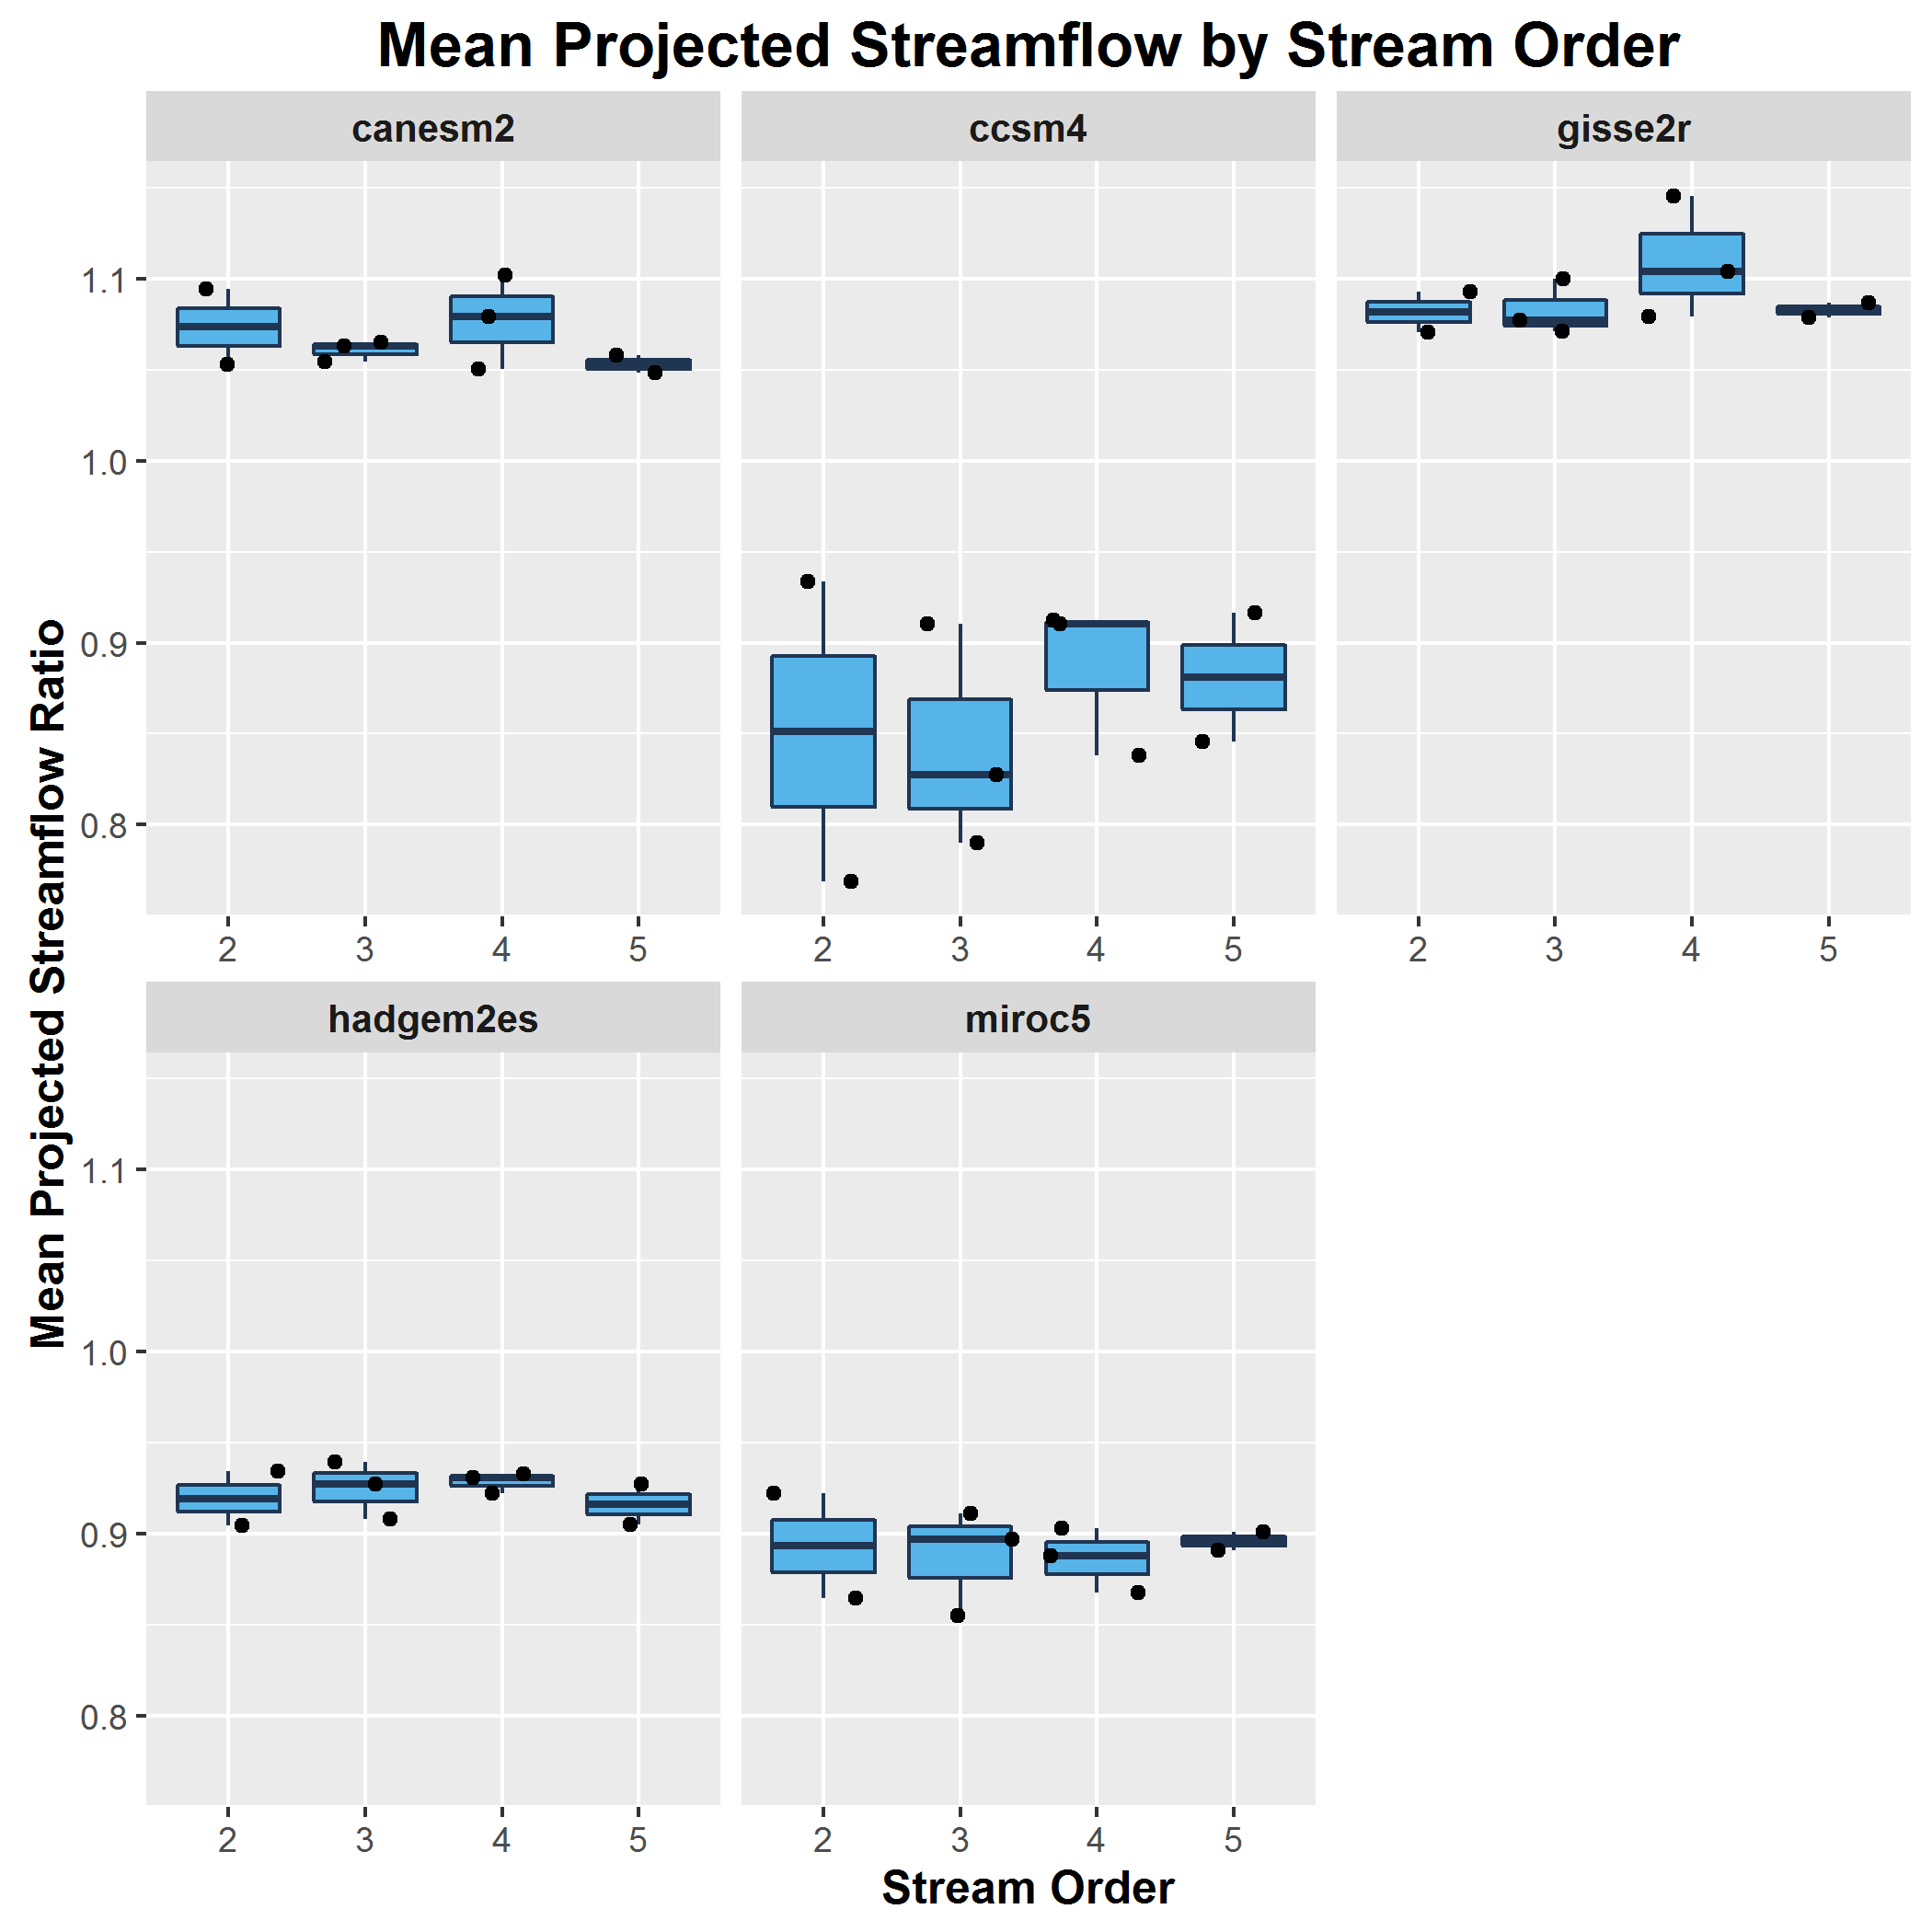 Mean Projected Streamflow by Stream Order
canesm2
ccsm4
gisse2r
1.1
1.0
0.9
0.8
2 3 4 5
2 3 4 5
2 3 4 5
Mean Projected Streamflow Ratio
hadgem2es
miroc5
1.1
1.0
0.9
0.8
2 3 4 5
2 3 4 5
Stream Order